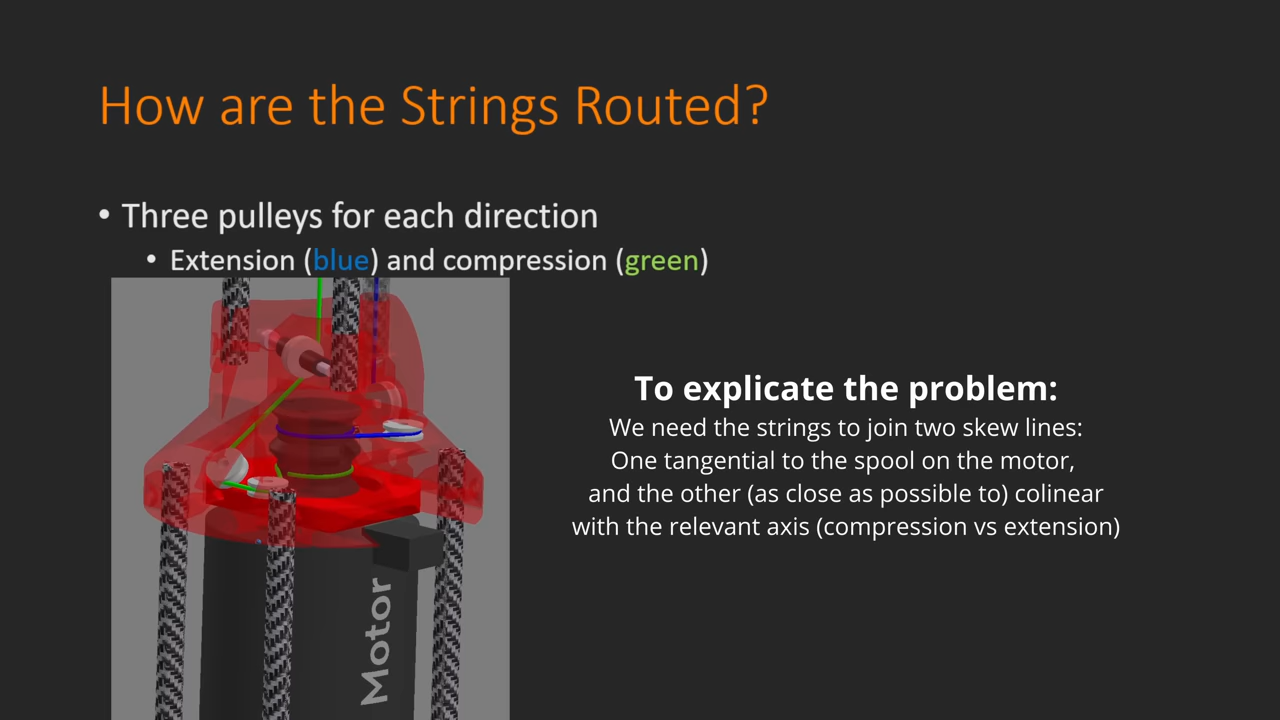 How are the Strings Routed?
• Three pulleys for each direction
• Extension (blue) and compression (green)
To explicate the problem:
We need the strings to join two skew lines:
One tangential to the spool on the motor,
and the other (as close as possible to) colinear
with the relevant axis (compression vs extension)
Motor